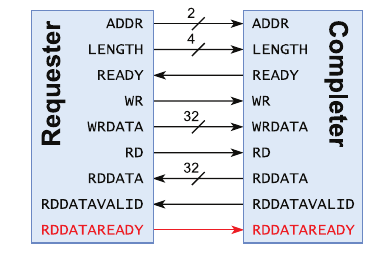 Requester
Completer
2
ADDR ADDR
4
LENGTH LENGTH
READY READY
WR WR
32
WRDATA WRDATA
RD RD
32
RDDATA RDDATA
RDDATAVALID RDDATAVALID
RDDATAREADY RDDATAREADY